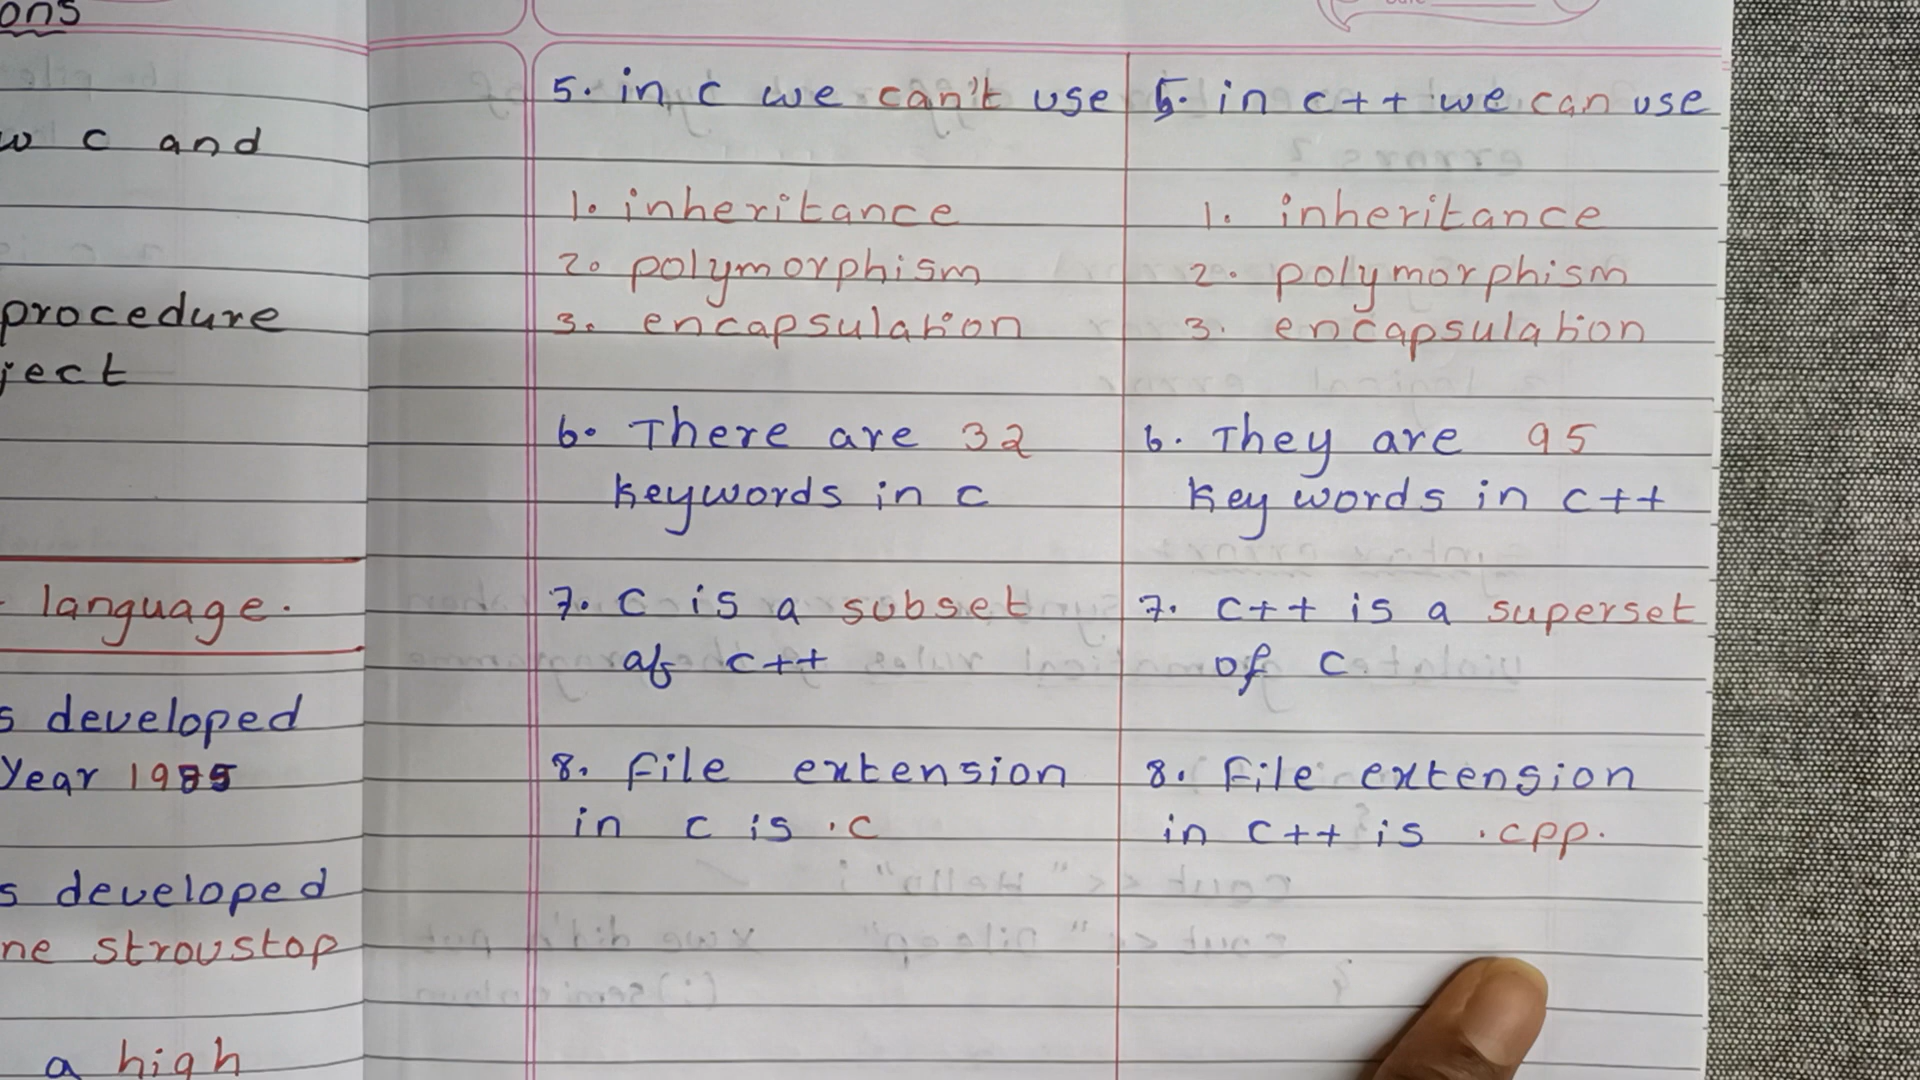 ons
w c and
procedure
ject
language.
s developed
Year 1985
s developed
ne stroustop
a high
5. in c we can't use
1. inheritance
2. polymorphism
3. encapsulation
6. There are 32
keywords in c
7. C is a subset
of c++
8. File extension
in c is .c
5. in c++ we can use
1. inheritance
2. polymorphism
3. encapsulation
6. They are 95
key words in c++
7. c++ is a superset
of c.
8. File extension
in c++ is .cpp.